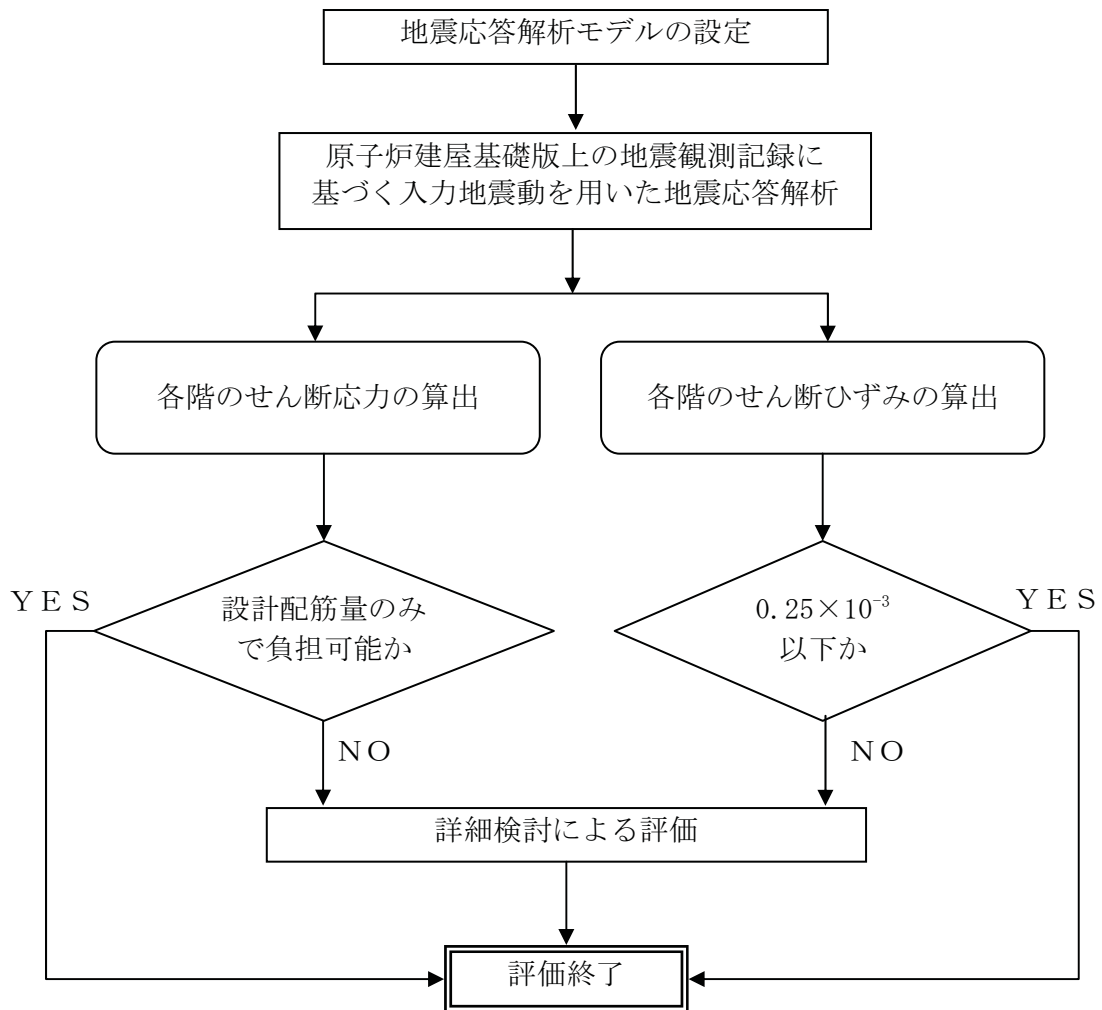 地震応答解析モデルの設定
原子炉建屋基礎版上の地震観測記録に
基づく入力地震動を用いた地震応答解析
各階のせん断応力の算出
各階のせん断ひずみの算出
YES
設計配筋量のみ
で負担可能か
0.25×10⁻³
以下か
YES
NO
NO
詳細検討による評価
評価終了